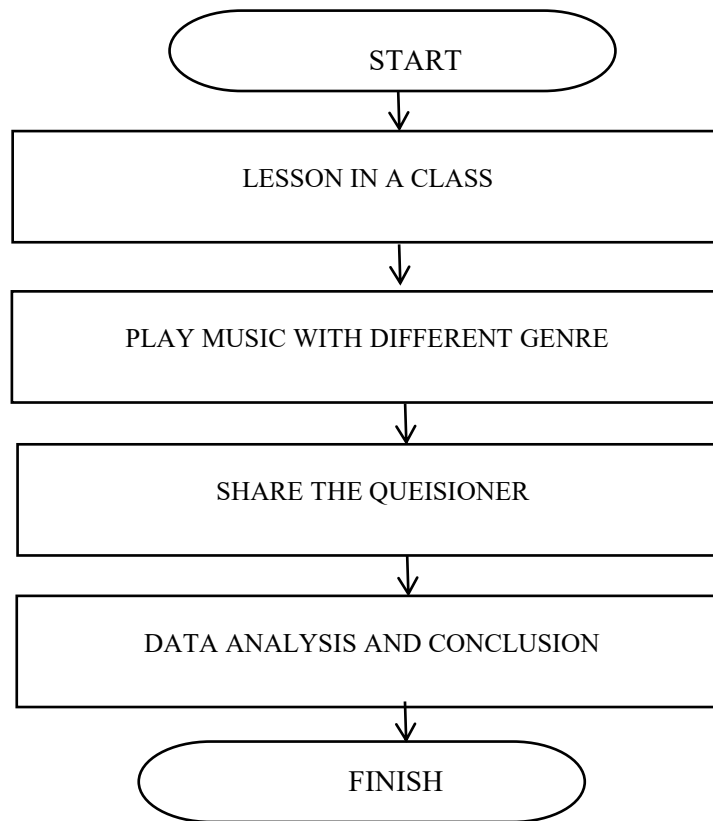 START
LESSON IN A CLASS
PLAY MUSIC WITH DIFFERENT GENRE
SHARE THE QUEISIONER
DATA ANALYSIS AND CONCLUSION
FINISH